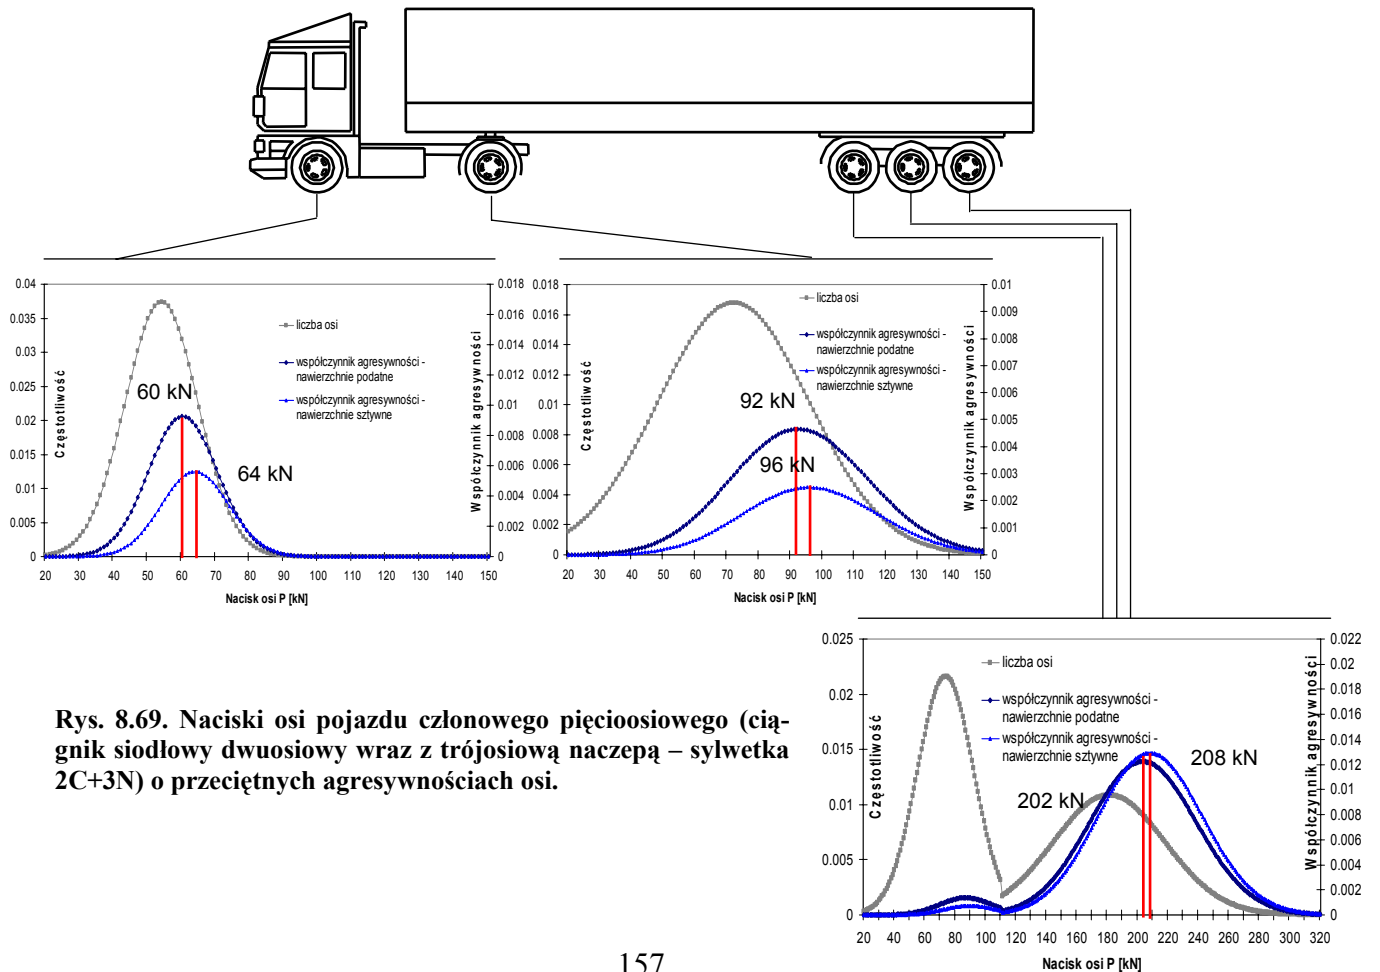 0.04
0.035
0.03
0.025
0.02
0.015
0.01
0.005
0
Częstotliwość
0.018
0.016
0.014
0.012
0.01
0.008
0.006
0.004
0.002
0
Współczynnik agresywności
liczba osi
współczynnik agresywności -
nawierzchnie podatne
współczynnik agresywności -
nawierzchnie sztywne
60 kN
64 kN
20 30 40 50 60 70 80 90 100 110 120 130 140 150
Nacisk osi P [kN]
0.018
0.016
0.014
0.012
0.01
0.008
0.006
0.004
0.002
0
Częstotliwość
0.01
0.009
0.008
0.007
0.006
0.005
0.004
0.003
0.002
0.001
0
Współczynnik agresywności
liczba osi
współczynnik agresywności -
nawierzchnie podatne
współczynnik agresywności -
nawierzchnie sztywne
92 kN
96 kN
20 30 40 50 60 70 80 90 100 110 120 130 140 150
Nacisk osi P [kN]
0.025
0.02
0.015
0.01
0.005
0
Częstotliwość
0.022
0.02
0.018
0.016
0.014
0.012
0.01
0.008
0.006
0.004
0.002
0
Współczynnik agresywności
liczba osi
współczynnik agresywności -
nawierzchnie podatne
współczynnik agresywności -
nawierzchnie sztywne
208 kN
202 kN
20 40 60 80 100 120 140 160 180 200 220 240 260 280 300 320
Nacisk osi P [kN]
Rys. 8.69. Naciski osi pojazdu członowego pięcioosiowego (cią-
gnik siodłowy dwuosiowy wraz z trójosiową naczepą – sylwetka
2C+3N) o przeciętnych agresywnościach osi.
157